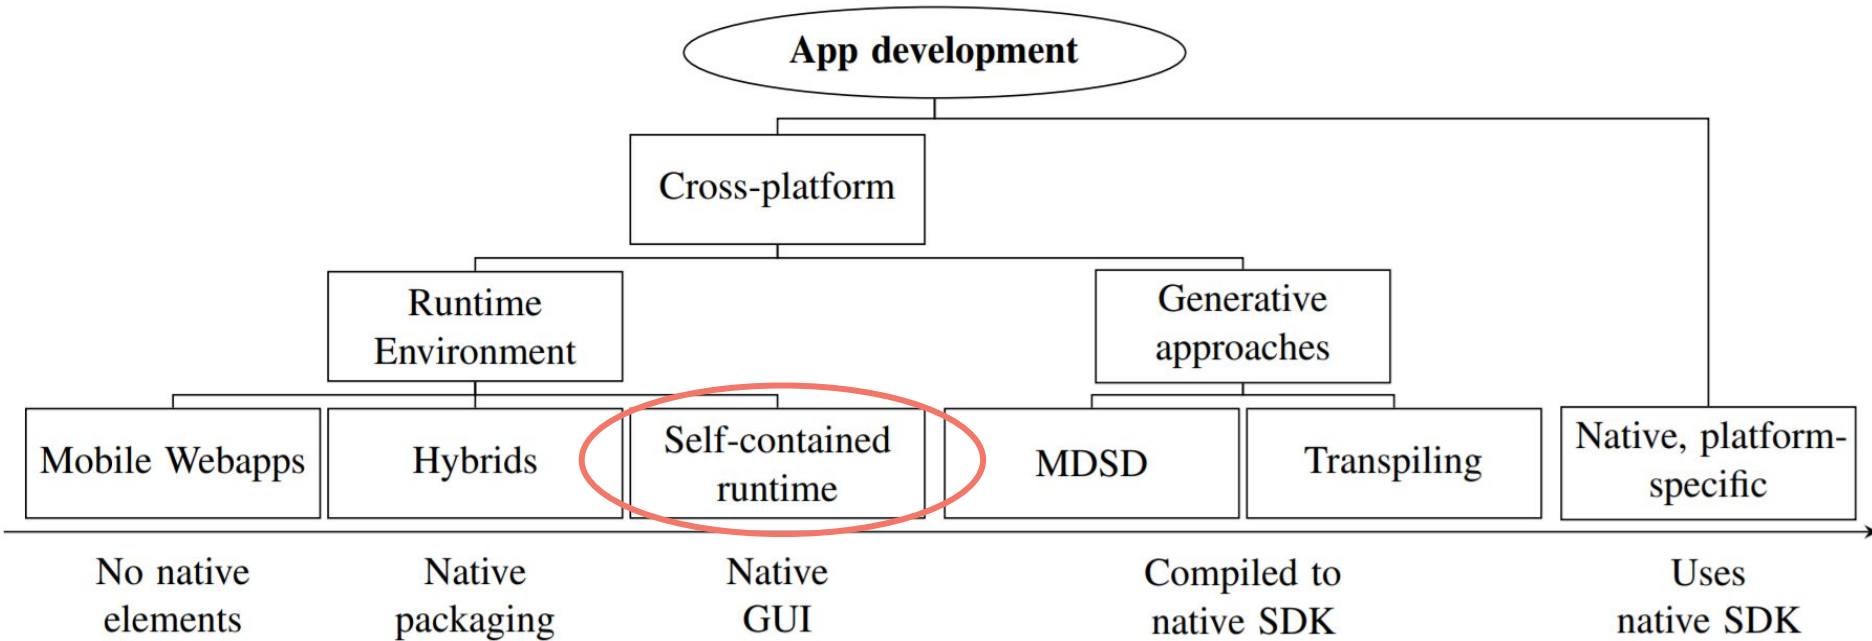 App development
Cross-platform
Runtime
Environment
Generative
approaches
Mobile Webapps
Hybrids
Self-contained
runtime
MDSD
Transpiling
Native, platform-
specific
No native
elements
Native
packaging
Native
GUI
Compiled to
native SDK
Uses
native SDK